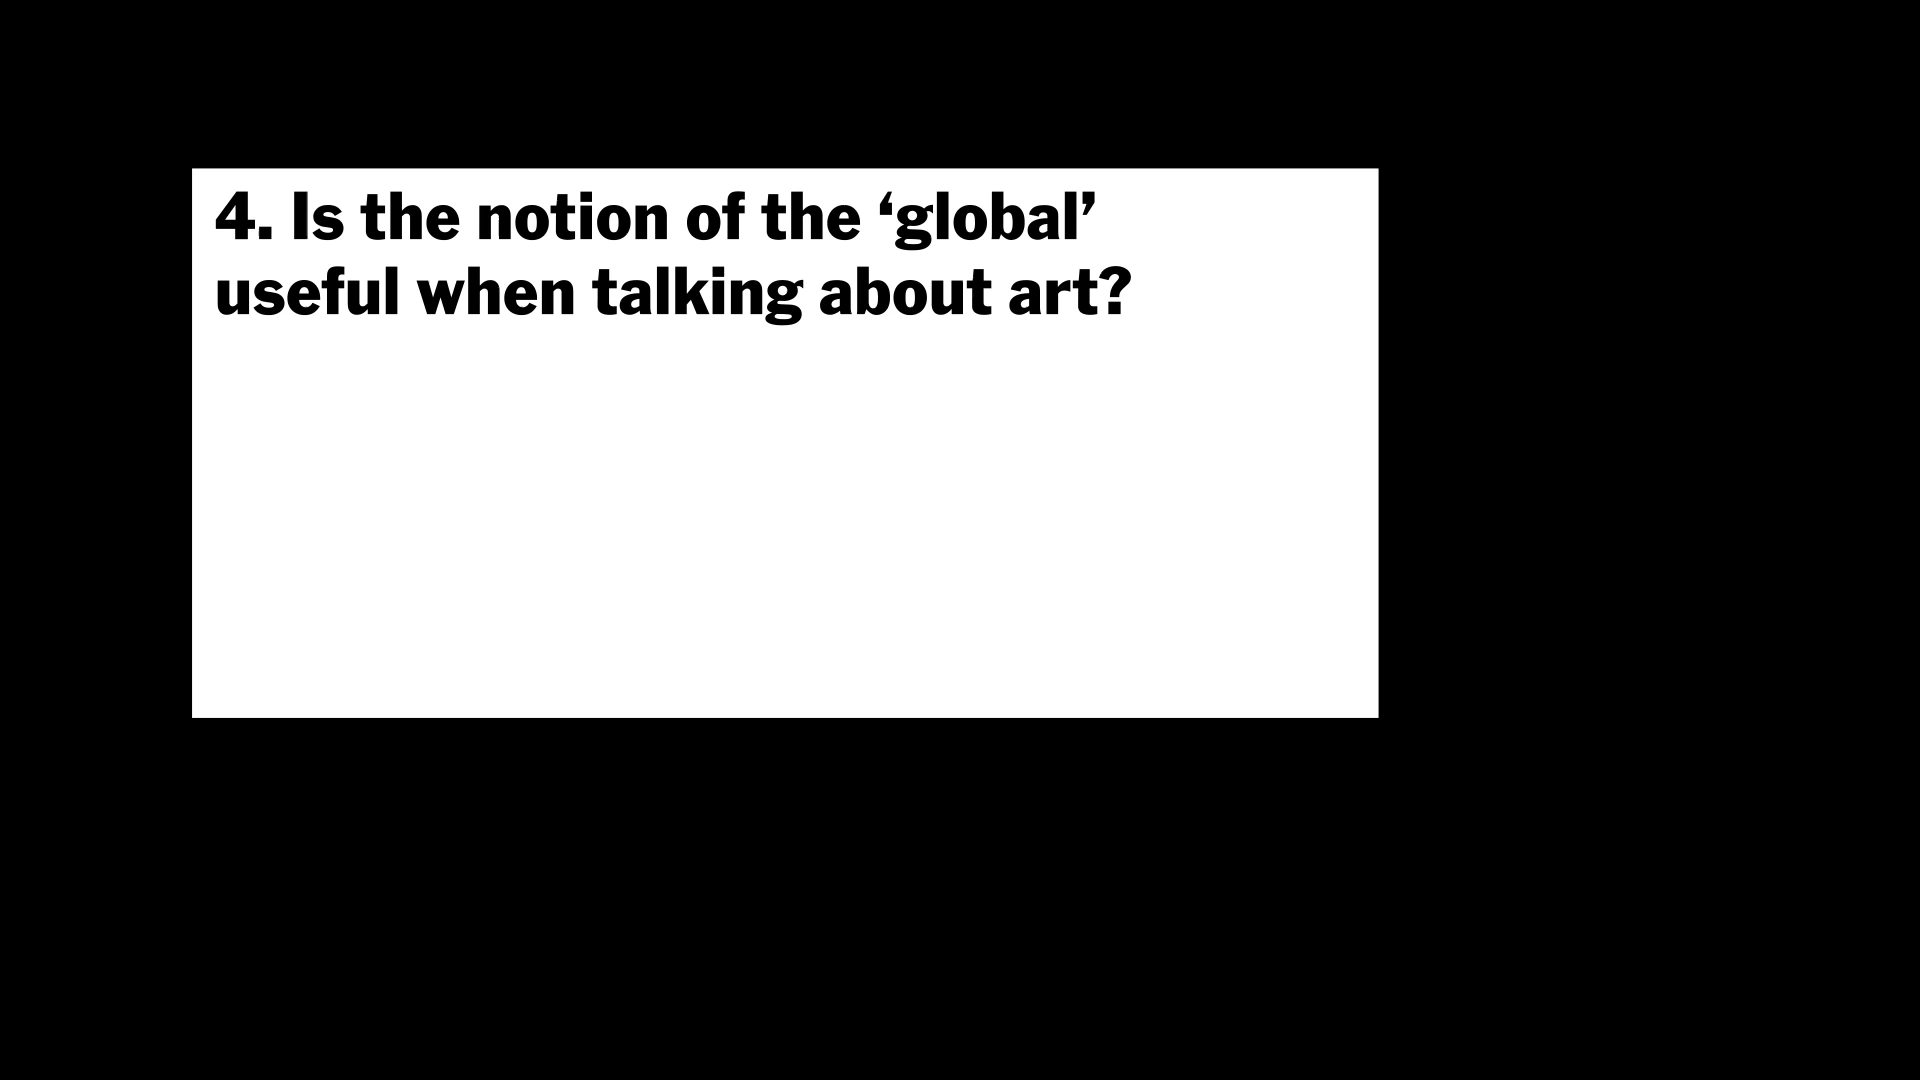 4. Is the notion of the ‘global’
useful when talking about art?